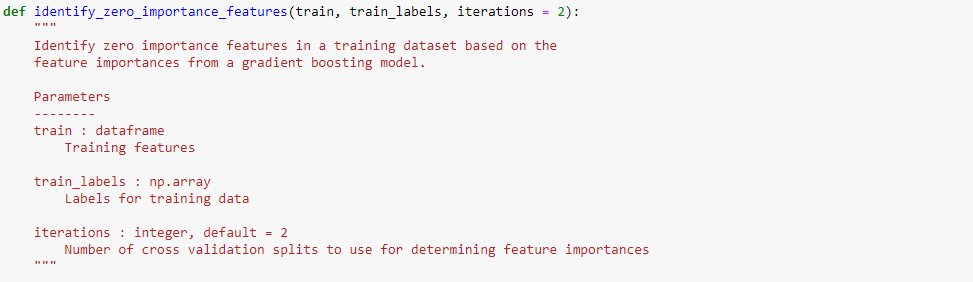 def identify_zero_importance_features(train, train_labels, iterations = 2):
    """
    Identify zero importance features in a training dataset based on the
    feature importances from a gradient boosting model.

    Parameters
    --------
    train : dataframe
        Training features

    train_labels : np.array
        Labels for training data

    iterations : integer, default = 2
        Number of cross validation splits to use for determining feature importances
    """